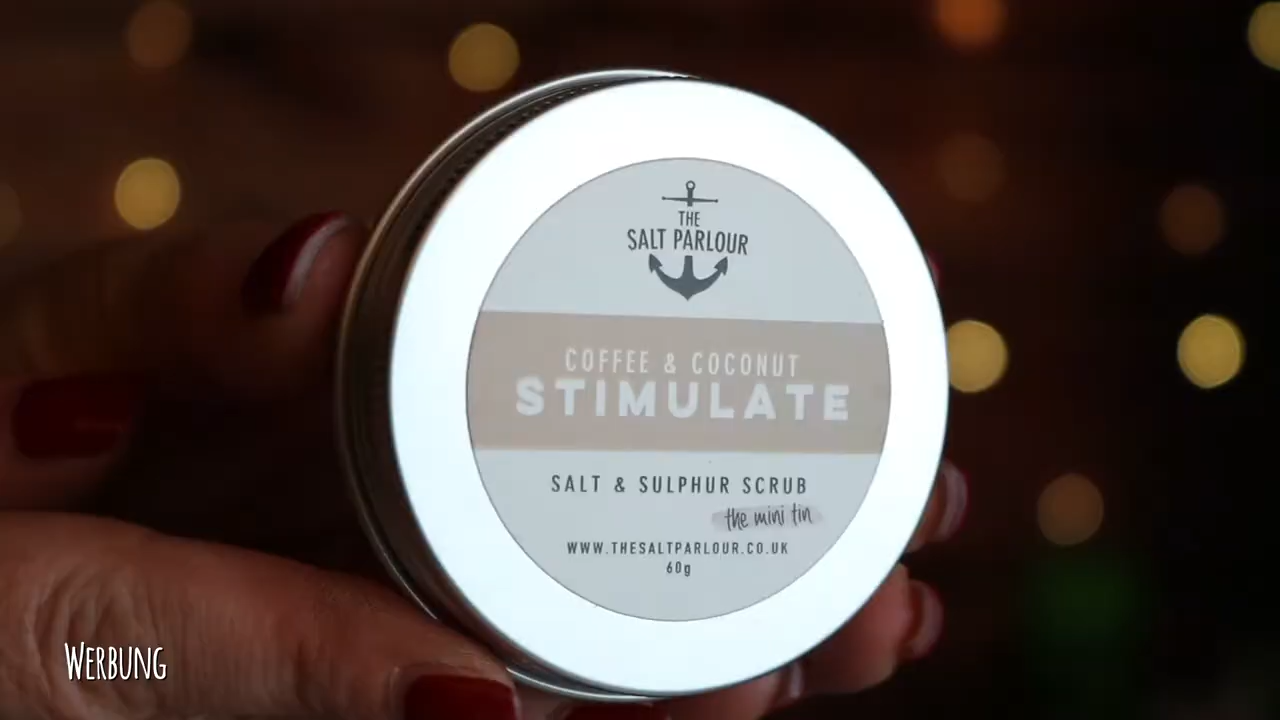 THE
SALT PARLOUR
COFFEE & COCONUT
STIMULATE
SALT & SULPHUR SCRUB
the mini tin
WWW.THESALTPARLOUR.CO.UK
60g
WERBUNG